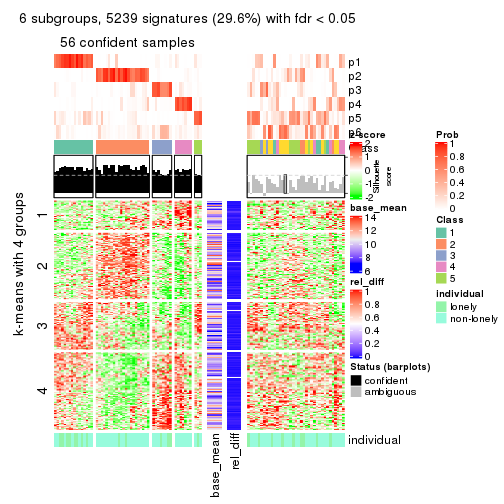 6 subgroups, 5239 signatures (29.6%) with fdr < 0.05
56 confident samples
p1
p2
p3
p4
p5
p6
z-score
2
1
0
-1
-2
Silhouette
score
k-means with 4 groups
1
2
3
4
base_mean
14
12
10
8
6
rel_diff
1
0.8
0.6
0.4
0.2
0
Status (barplots)
confident
ambiguous
Prob
1
0.8
0.6
0.4
0.2
0
Class
1
2
3
4
5
individual
lonely
non-lonely
individual
base_mean
rel_diff